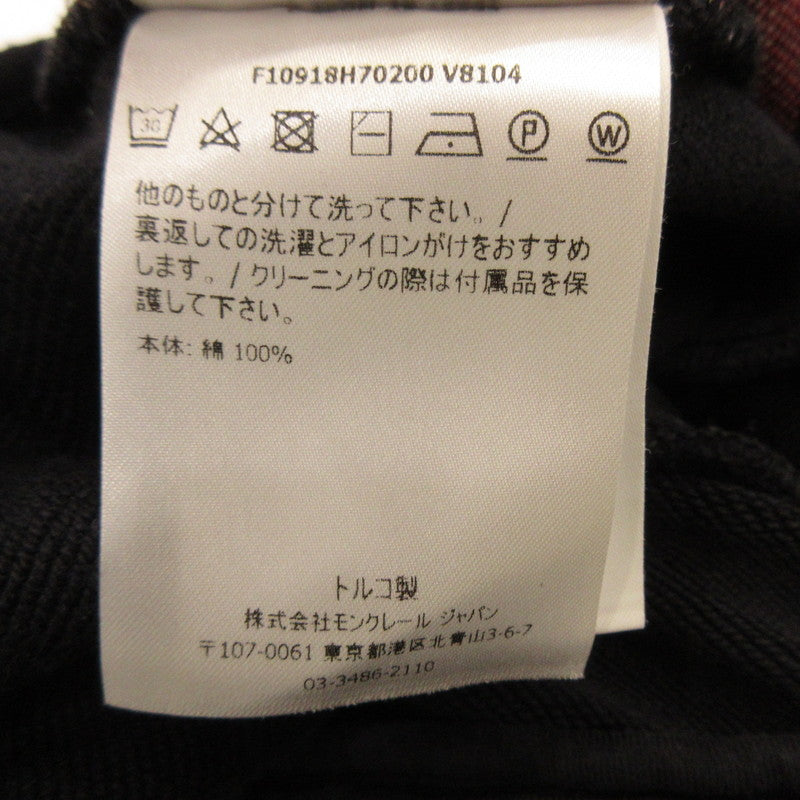 F10918H70200 V8104
30
P W
他のものと分けて洗って下さい。/
裏返しての洗濯とアイロンがけをおすすめ
します。/ クリーニングの際は付属品を保
護して下さい。
本体: 綿 100%
トルコ製
株式会社モンクレール ジャパン
〒107-0061 東京都港区北青山3-6-7
03-3486-2110